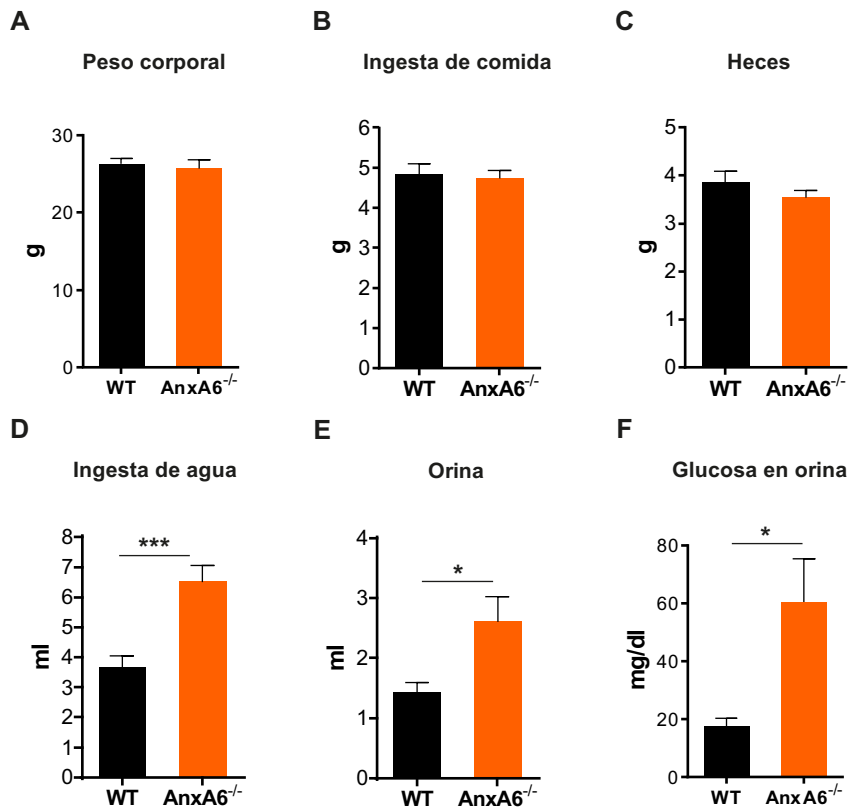 A
Peso corporal
30
20
10
0
g
WT
AnxA6-/-
B
Ingesta de comida
6
5
4
3
2
1
0
g
WT
AnxA6-/-
C
Heces
5
4
3
2
1
0
g
WT
AnxA6-/-
D
Ingesta de agua
8
7
6
5
4
3
2
1
0
ml
***
WT
AnxA6-/-
E
Orina
4
3
2
1
0
ml
*
WT
AnxA6-/-
F
Glucosa en orina
80
60
40
20
0
mg/dl
*
WT
AnxA6-/-